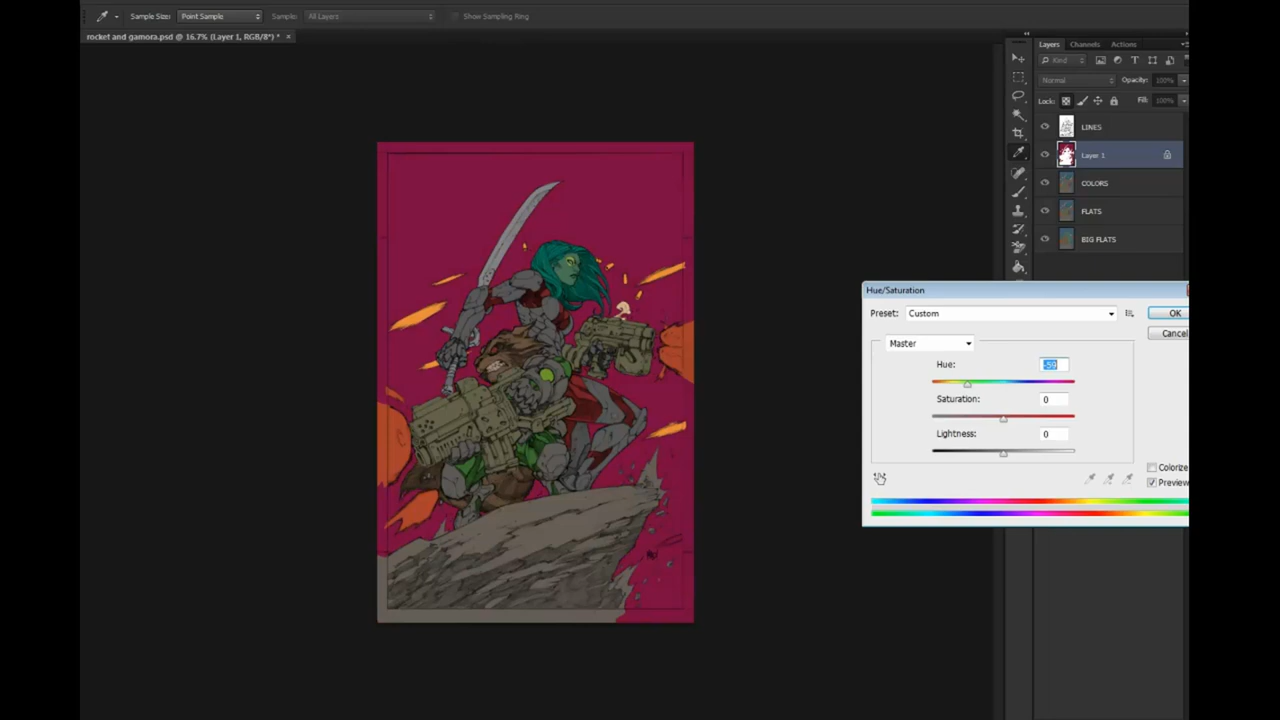 Sample Size: Point Sample Sample: All Layers Show Sampling Ring
rocket and gamora.psd @ 16.7% (Layer 1, RGB/8*) * ×
Layers Channels Actions
Kind
Normal Opacity: 100%
Lock: Fill: 100%
LINES
Layer 1
COLORS
FLATS
BIG FLATS
Hue/Saturation
Preset: Custom OK
Cancel
Master
Hue: -59
Saturation: 0
Lightness: 0
Colorize
Preview